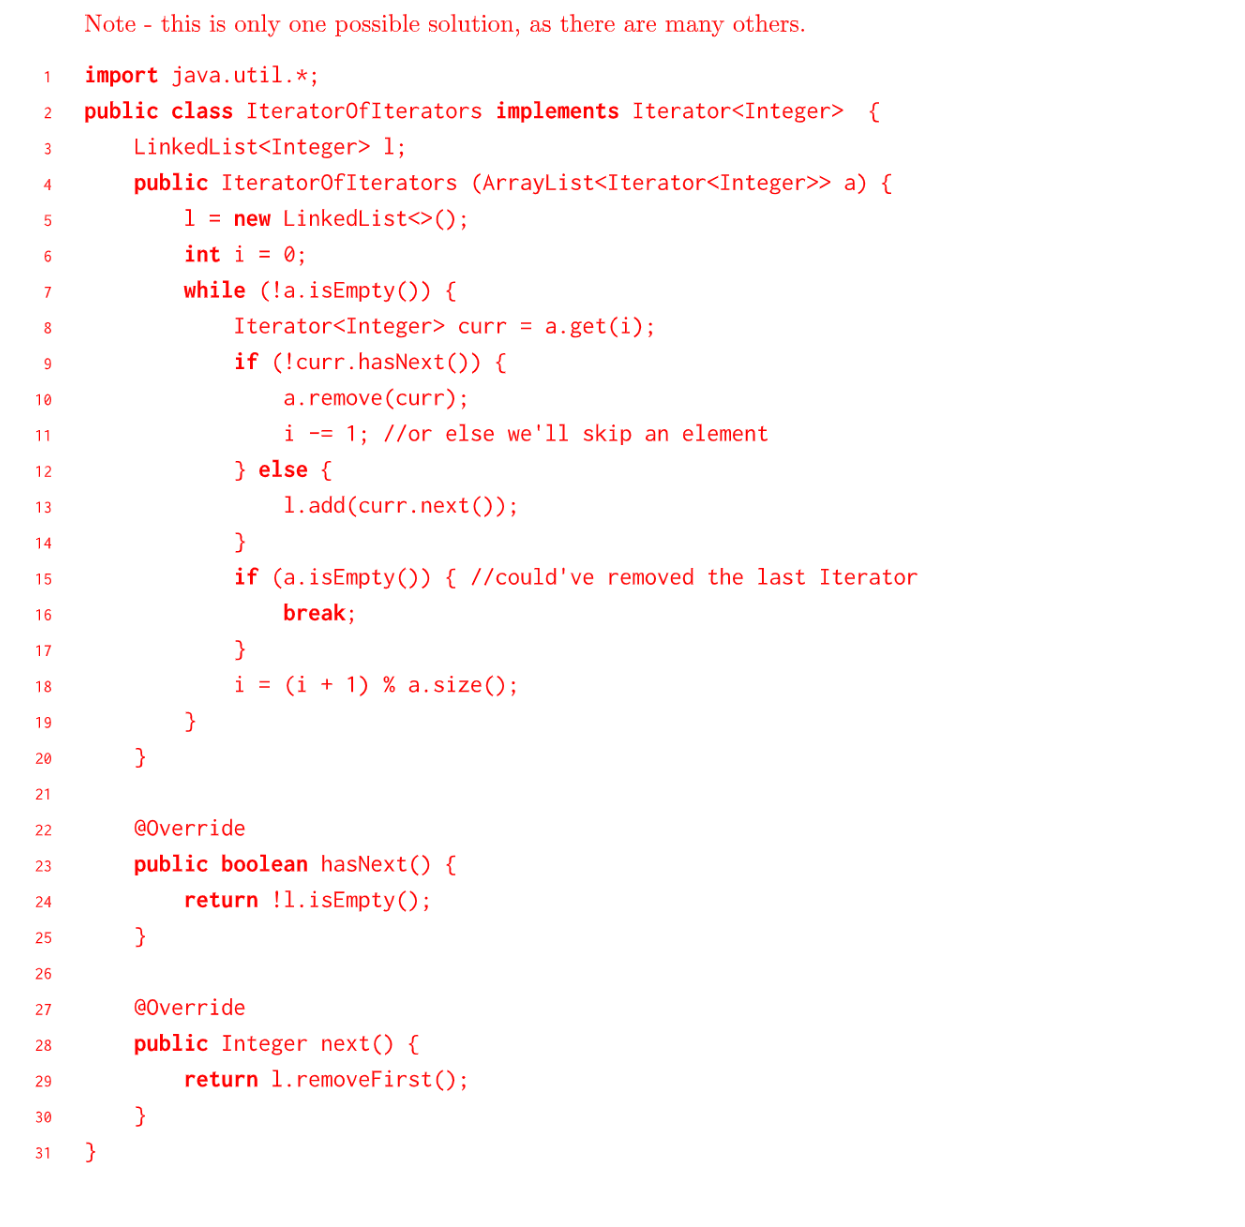 Note - this is only one possible solution, as there are many others.
1 import java.util.*;
2 public class IteratorOfIterators implements Iterator<Integer>  {
3     LinkedList<Integer> l;
4     public IteratorOfIterators (ArrayList<Iterator<Integer>> a) {
5         l = new LinkedList<>();
6         int i = 0;
7         while (!a.isEmpty()) {
8             Iterator<Integer> curr = a.get(i);
9             if (!curr.hasNext()) {
10                 a.remove(curr);
11                 i -= 1; //or else we'll skip an element
12             } else {
13                 l.add(curr.next());
14             }
15             if (a.isEmpty()) { //could've removed the last Iterator
16                 break;
17             }
18             i = (i + 1) % a.size();
19         }
20     }
21
22     @Override
23     public boolean hasNext() {
24         return !l.isEmpty();
25     }
26
27     @Override
28     public Integer next() {
29         return l.removeFirst();
30     }
31 }